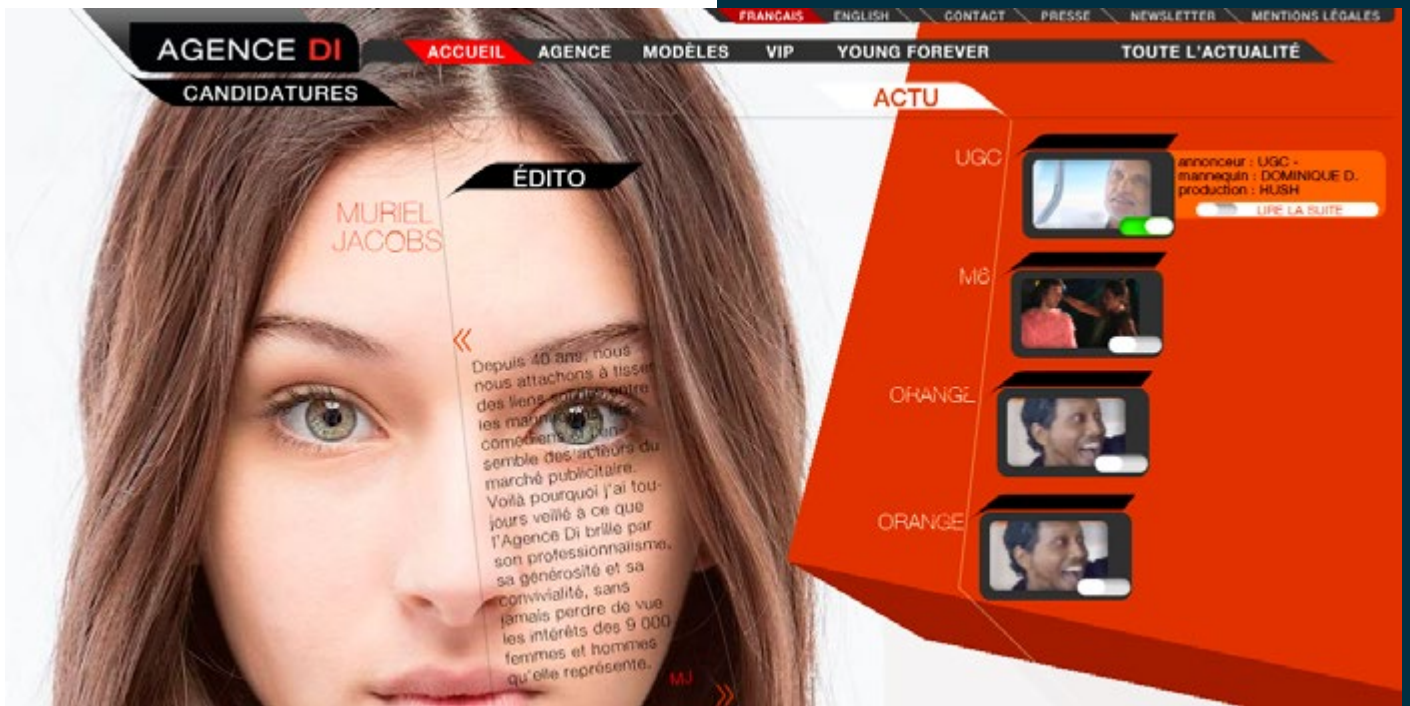 FRANÇAIS ENGLISH CONTACT PRESSE NEWSLETTER MENTIONS LÉGALES
AGENCE DI
ACCUEIL AGENCE MODÈLES VIP YOUNG FOREVER TOUTE L'ACTUALITÉ
CANDIDATURES
ÉDITO
MURIEL
JACOBS
«
Depuis 40 ans, nous
nous attachons à tisser
des liens entre
les
comédiens
semble des acteurs du
marché publicitaire.
Voilà pourquoi j'ai tou-
jours veillé à ce que
l'Agence Di brille par
son professionnalisme,
sa générosité et sa
convivialité, sans
jamais perdre de vue
les intérêts des 9 000
femmes et hommes
qu'elle représente.
MJ
»
ACTU
UGC
annonceur : UGC -
mannequin : DOMINIQUE D.
production : HUSH
LIRE LA SUITE
M6
ORANGE
ORANGE